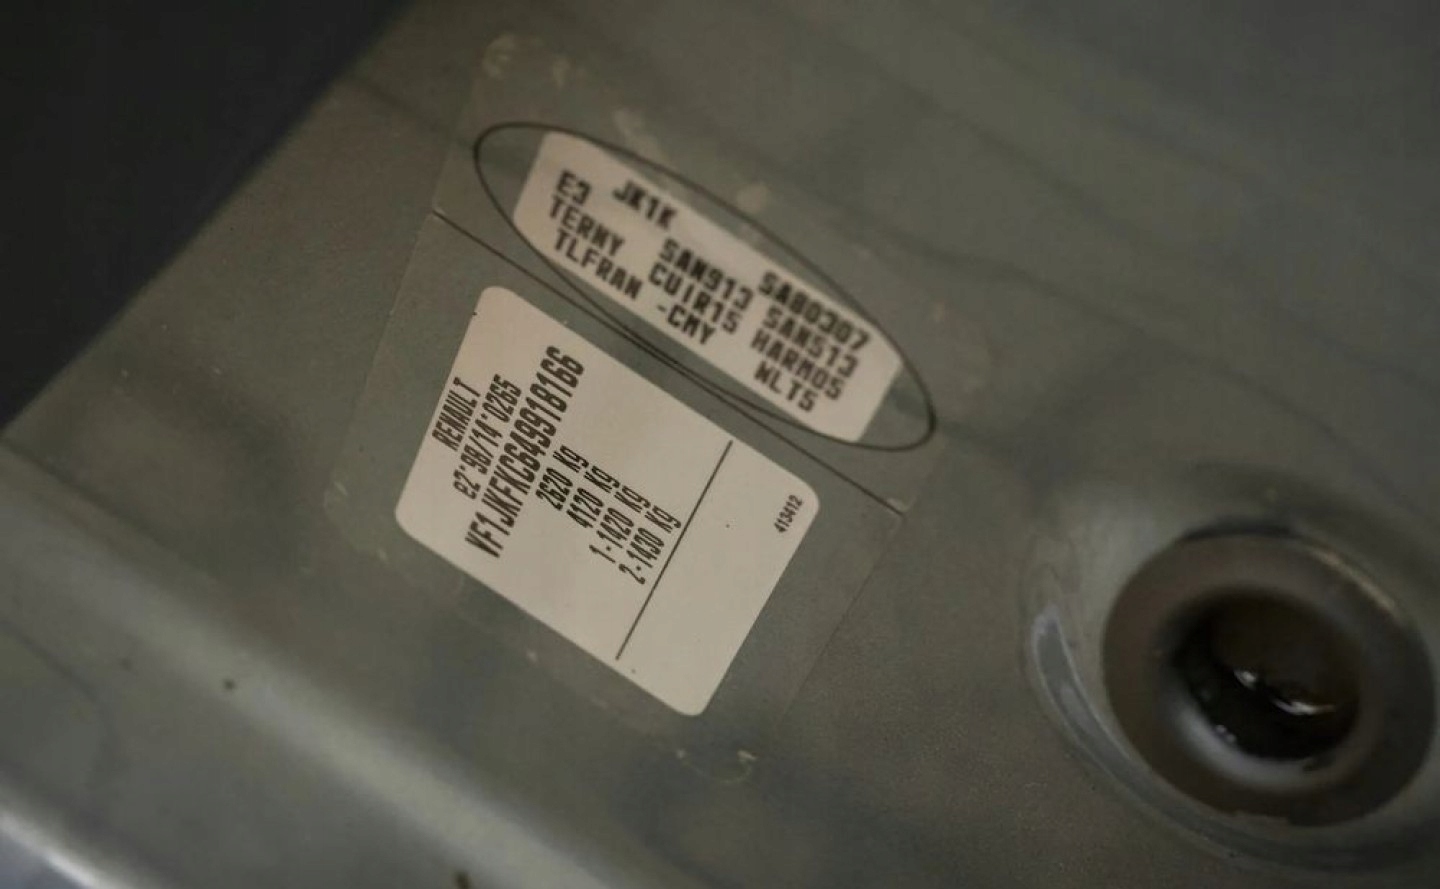 E3 JK1K SA80307
TERNY SAN913 SAN513
TLFRAN CUIR15 HARM05
-CMY WLTS
RENAULT
e2*98/14*0265
VF1JKFKC649918166
2620 Kg
4120 Kg
1-1420 Kg
2-1430 Kg
413412